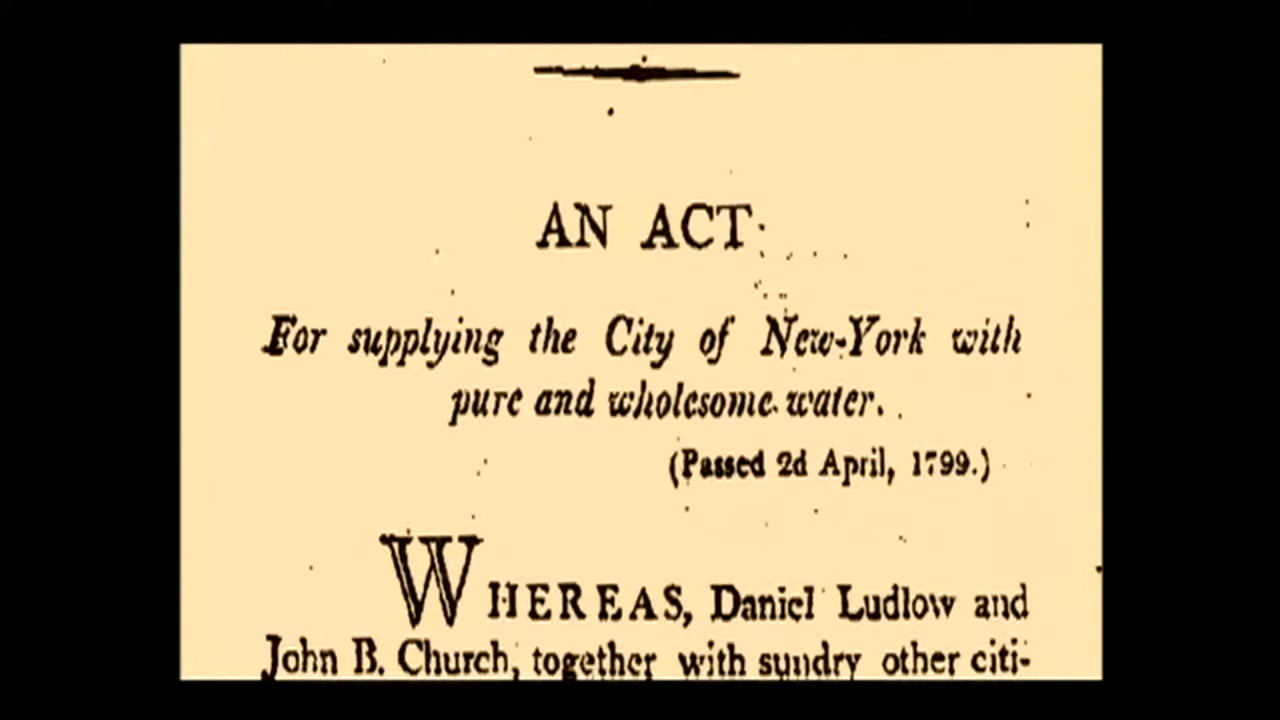 AN ACT
For supplying the City of New-York with
pure and wholesome water.
(Passed 2d April, 1799.)
WHEREAS, Daniel Ludlow and
John B. Church, together with sundry other citi-